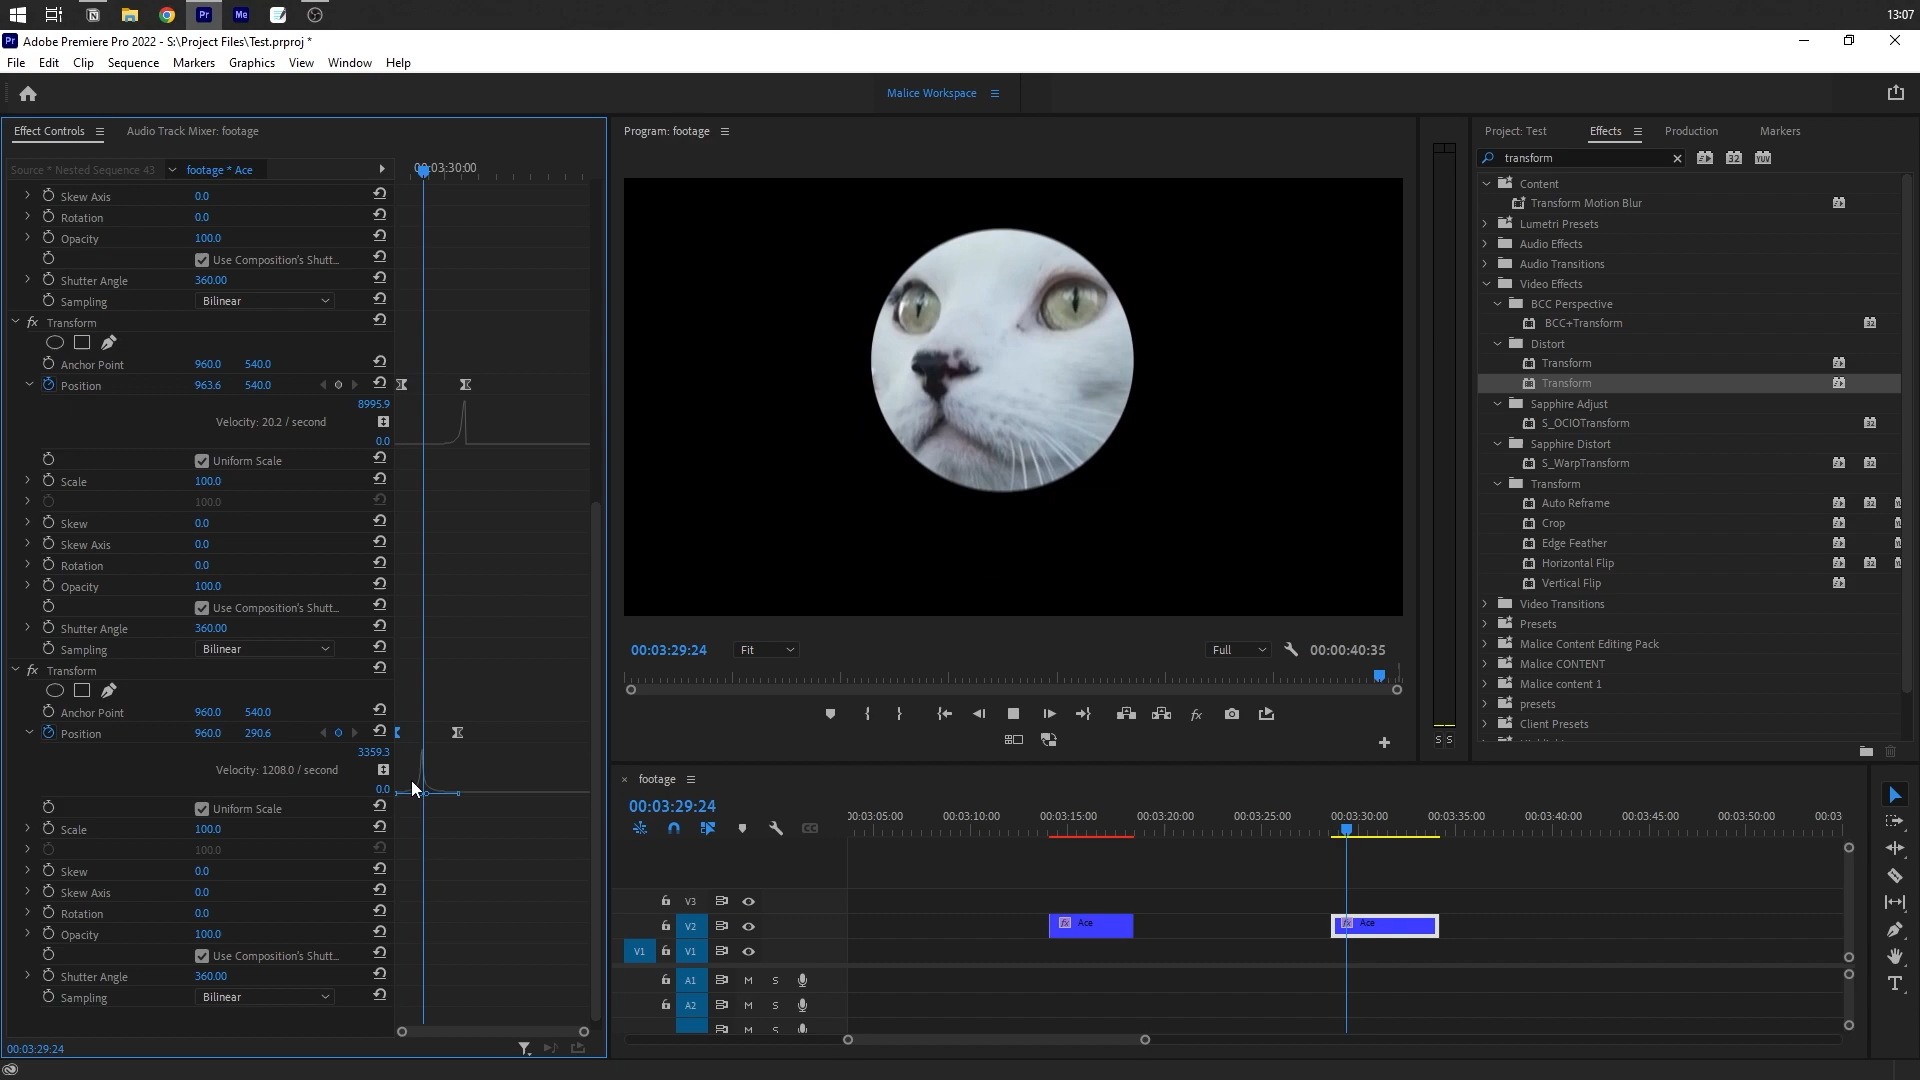 13:07
Adobe Premiere Pro 2022 - S:\Project Files\Test.prproj *
File Edit Clip Sequence Markers Graphics View Window Help
Malice Workspace
Effect Controls Audio Track Mixer: footage
Source * Nested Sequence 43 footage * Ace
Skew Axis 0.0
Rotation 0.0
Opacity 100.0
Use Composition's Shutt...
Shutter Angle 360.00
Sampling Bilinear
fx Transform
Anchor Point 960.0 540.0
Position 963.6 540.0
8995.9
Velocity: 20.2 / second
0.0
Uniform Scale
Scale 100.0
100.0
Skew 0.0
Skew Axis 0.0
Rotation 0.0
Opacity 100.0
Use Composition's Shutt...
Shutter Angle 360.00
Sampling Bilinear
fx Transform
Anchor Point 960.0 540.0
Position 960.0 290.6
3359.3
Velocity: 1208.0 / second
0.0
Uniform Scale
Scale 100.0
100.0
Skew 0.0
Skew Axis 0.0
Rotation 0.0
Opacity 100.0
Use Composition's Shutt...
Shutter Angle 360.00
Sampling Bilinear
00:03:29:24
Program: footage
00:03:29:24 Fit Full 00:00:40:35
S S
footage
00:03:29:24
00:03:10:00 00:03:15:00 00:03:20:00 00:03:25:00 00:03:30:00 00:03:35:00 00:03:40:00 00:03:45:00 00:03:50:00
V3
V2 fx Ace fx Ace
V1 V1
A1 M S
A2 M S
M S
Project: Test Effects Production Markers
transform 32 YUV
Content
Transform Motion Blur
Lumetri Presets
Audio Effects
Audio Transitions
Video Effects
BCC Perspective
BCC+Transform 32
Distort
Transform
Transform
Sapphire Adjust
S_OCIOTransform 32
Sapphire Distort
S_WarpTransform 32
Transform
Auto Reframe 32
Crop
Edge Feather
Horizontal Flip 32
Vertical Flip
Video Transitions
Presets
Malice Content Editing Pack
Malice CONTENT
Malice content 1
presets
Client Presets